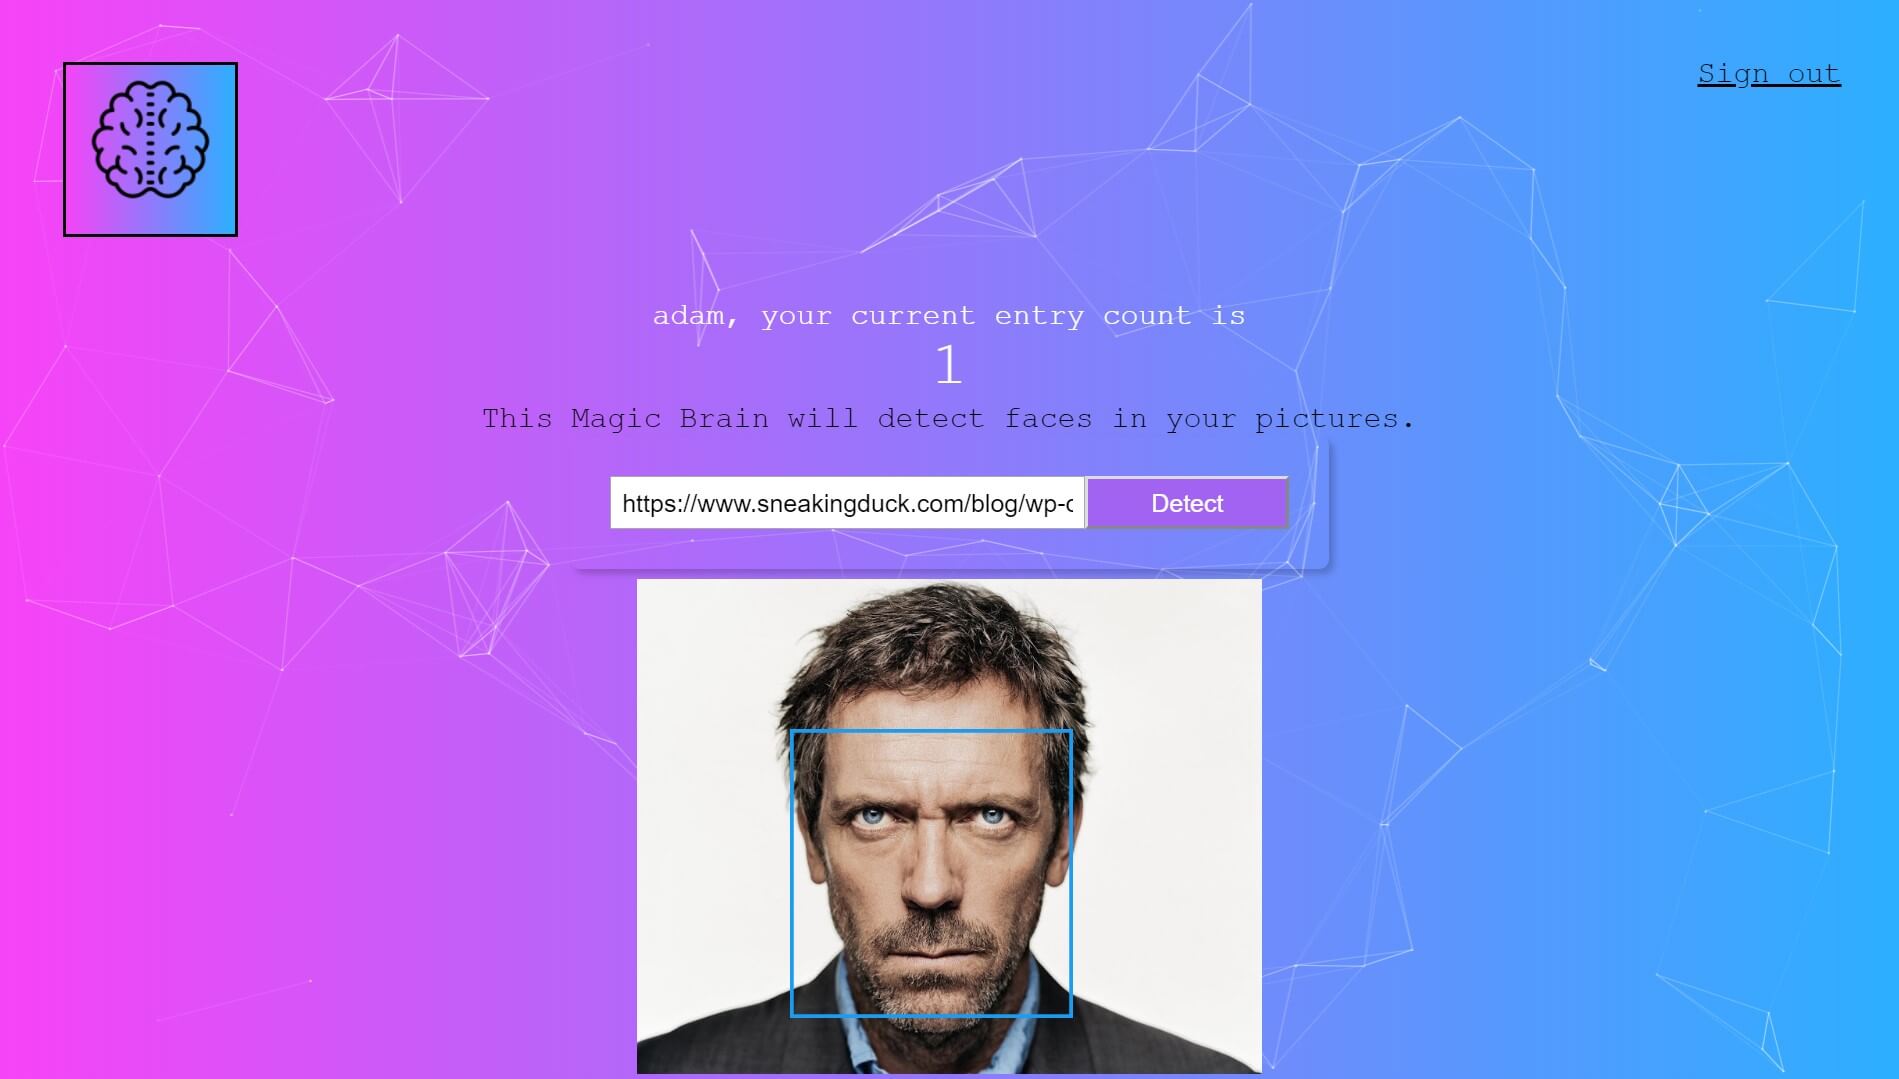 Sign out
adam, your current entry count is
1
This Magic Brain will detect faces in your pictures.
https://www.sneakingduck.com/blog/wp-c
Detect